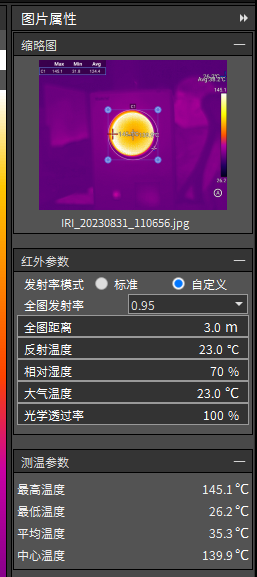 图片属性
缩略图
Max Min Avg
C1 145.1 31.8 124.4
Avg 38.2°C
145.1
C1
26.2
A
IRI_20230831_110656.jpg
红外参数
发射率模式 标准 自定义
全图发射率 0.95
全图距离 3.0 m
反射温度 23.0 °C
相对湿度 70 %
大气温度 23.0 °C
光学透过率 100 %
测温参数
最高温度 145.1 °C
最低温度 26.2 °C
平均温度 35.3 °C
中心温度 139.9 °C